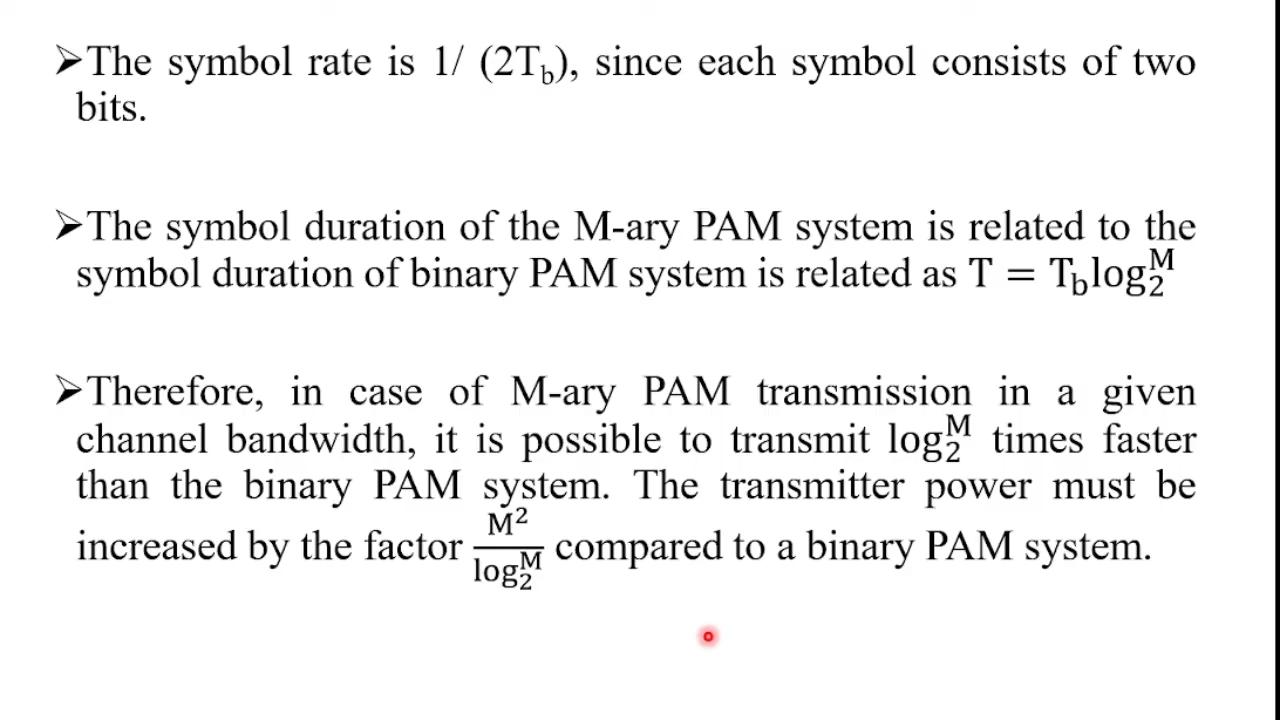 ➢The symbol rate is 1/ (2T_b), since each symbol consists of two
bits.
➢The symbol duration of the M-ary PAM system is related to the
symbol duration of binary PAM system is related as T = T_b log_2^M
➢Therefore, in case of M-ary PAM transmission in a given
channel bandwidth, it is possible to transmit log_2^M times faster
than the binary PAM system. The transmitter power must be
increased by the factor M^2/log_2^M compared to a binary PAM system.